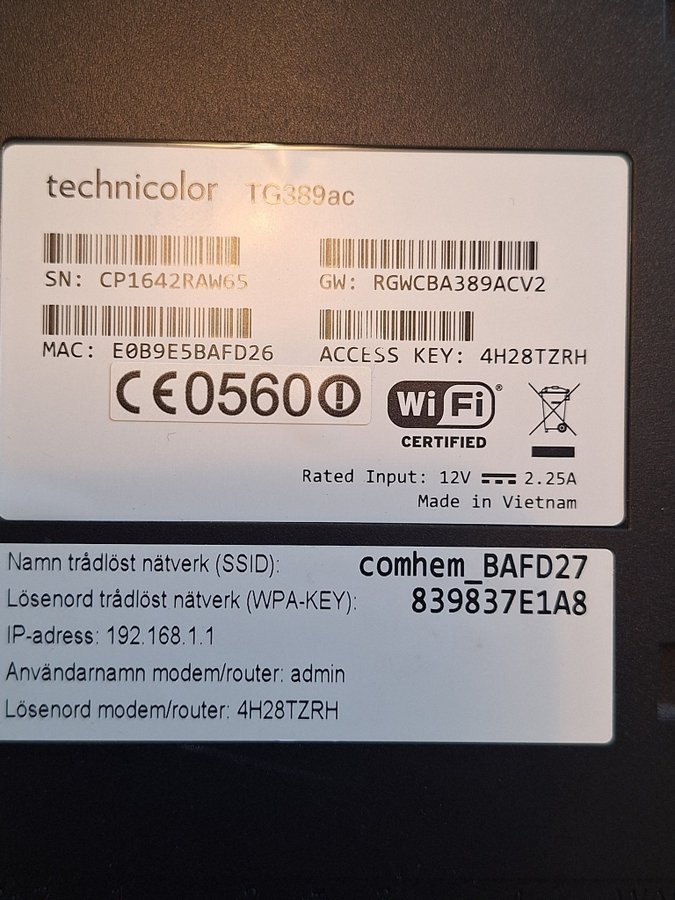 technicolor TG389ac
SN: CP1642RAW65
GW: RGWCBA389ACV2
MAC: E0B9E5BAFD26
ACCESS KEY: 4H28TZRH
CE0560
WiFi®
CERTIFIED
Rated Input: 12V 2.25A
Made in Vietnam
Namn trådlöst nätverk (SSID): comhem_BAFD27
Lösenord trådlöst nätverk (WPA-KEY): 839837E1A8
IP-adress: 192.168.1.1
Användarnamn modem/router: admin
Lösenord modem/router: 4H28TZRH